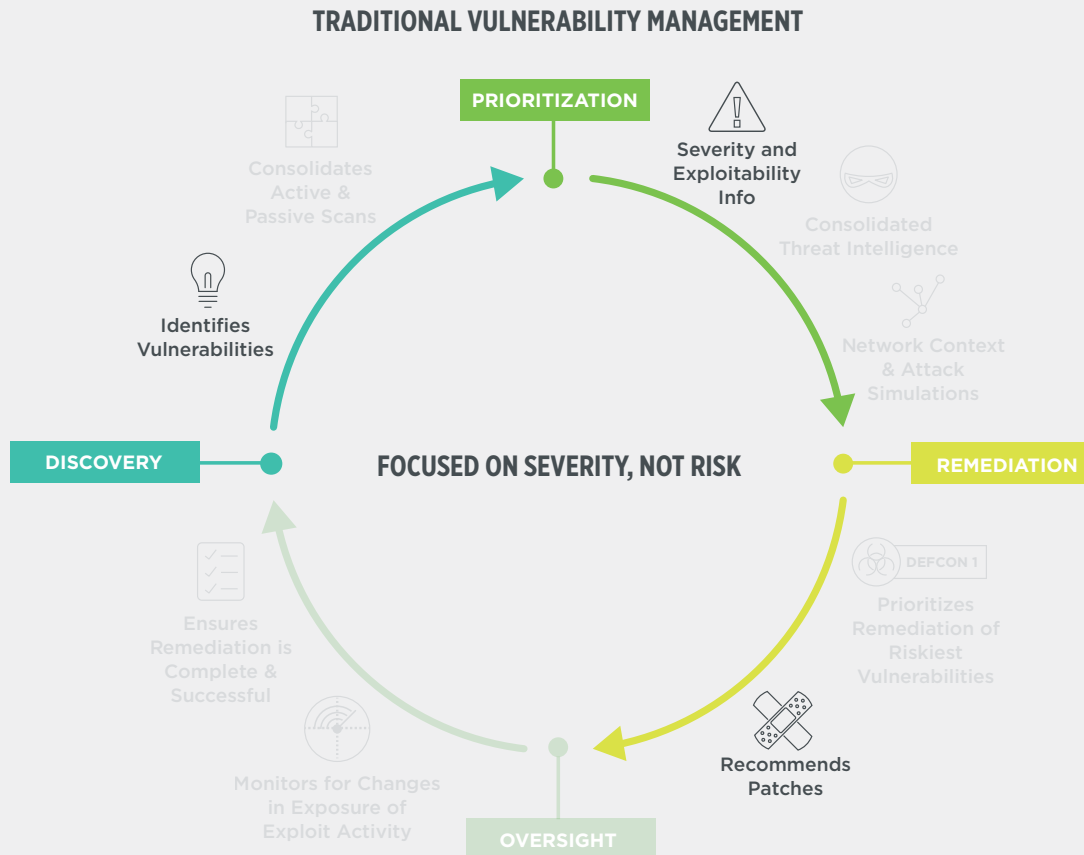 TRADITIONAL VULNERABILITY MANAGEMENT
PRIORITIZATION
Severity and
Exploitability
Info
Consolidates
Active &
Passive Scans
Consolidated
Threat Intelligence
Identifies
Vulnerabilities
Network Context
& Attack
Simulations
DISCOVERY
FOCUSED ON SEVERITY, NOT RISK
REMEDIATION
DEFCON 1
Prioritizes
Remediation of
Riskiest
Vulnerabilities
Ensures
Remediation is
Complete &
Successful
Recommends
Patches
Monitors for Changes
in Exposure of
Exploit Activity
OVERSIGHT